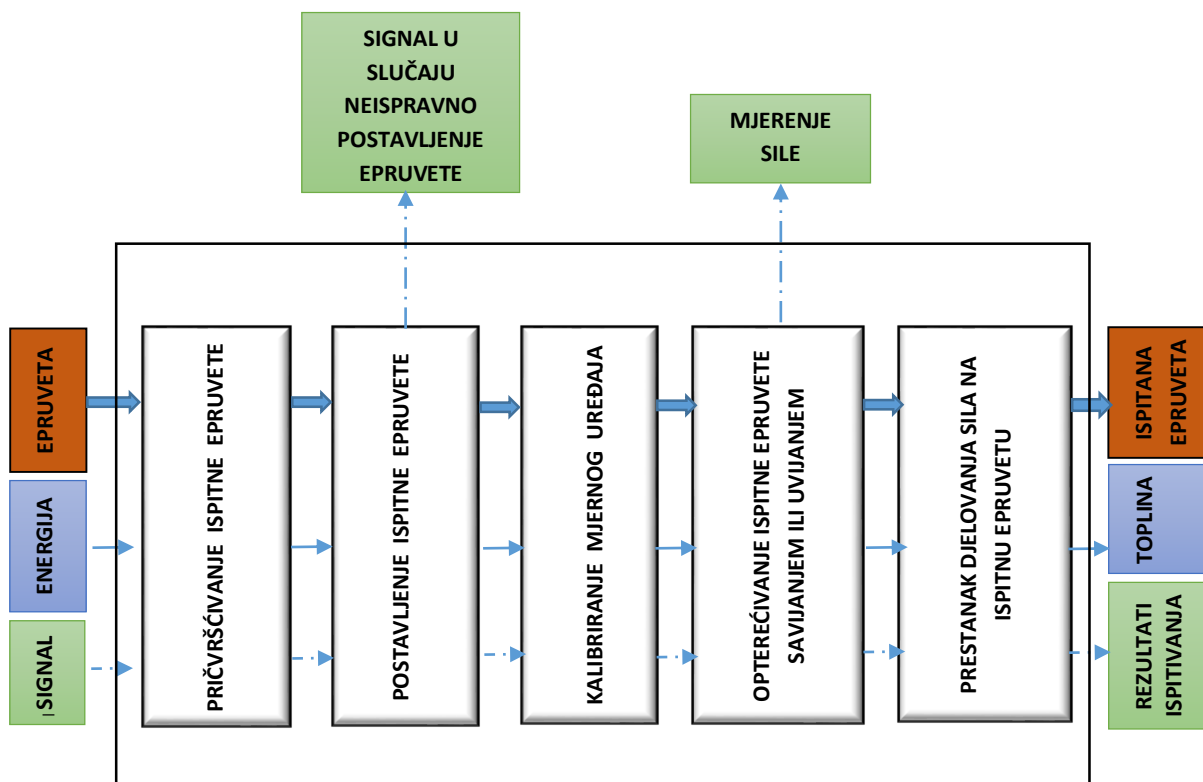 SIGNAL U
SLUČAJU
NEISPRAVNO
POSTAVLJENJE
EPRUVETE
MJERENJE
SILE
EPRUVETA
ENERGIJA
SIGNAL
PRIČVRŠĆIVANJE ISPITNE EPRUVETE
POSTAVLJENJE ISPITNE EPRUVETE
KALIBRIRANJE MJERNOG UREĐAJA
OPTEREĆIVANJE ISPITNE EPRUVETE
SAVIJANJEM ILI UVIJANJEM
PRESTANAK DJELOVANJA SILA NA
ISPITNU EPRUVETU
ISPITANA
EPRUVETA
TOPLINA
REZULTATI
ISPITIVANJA